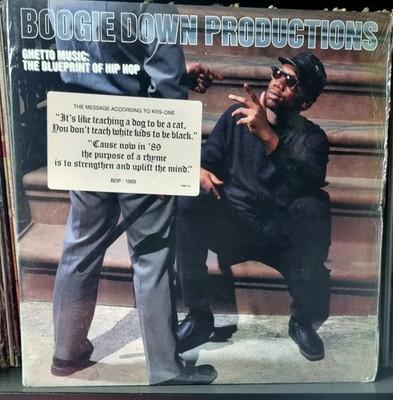 BOOGIE DOWN PRODUCTIONS
GHETTO MUSIC:
THE BLUEPRINT OF HIP HOP
THE MESSAGE ACCORDING TO KRS-ONE
"It's like teaching a dog to be a cat,
You don't teach white kids to be black."
"Cause now in '89
the purpose of a rhyme
is to strengthen and uplift the mind."
BDP : 1989